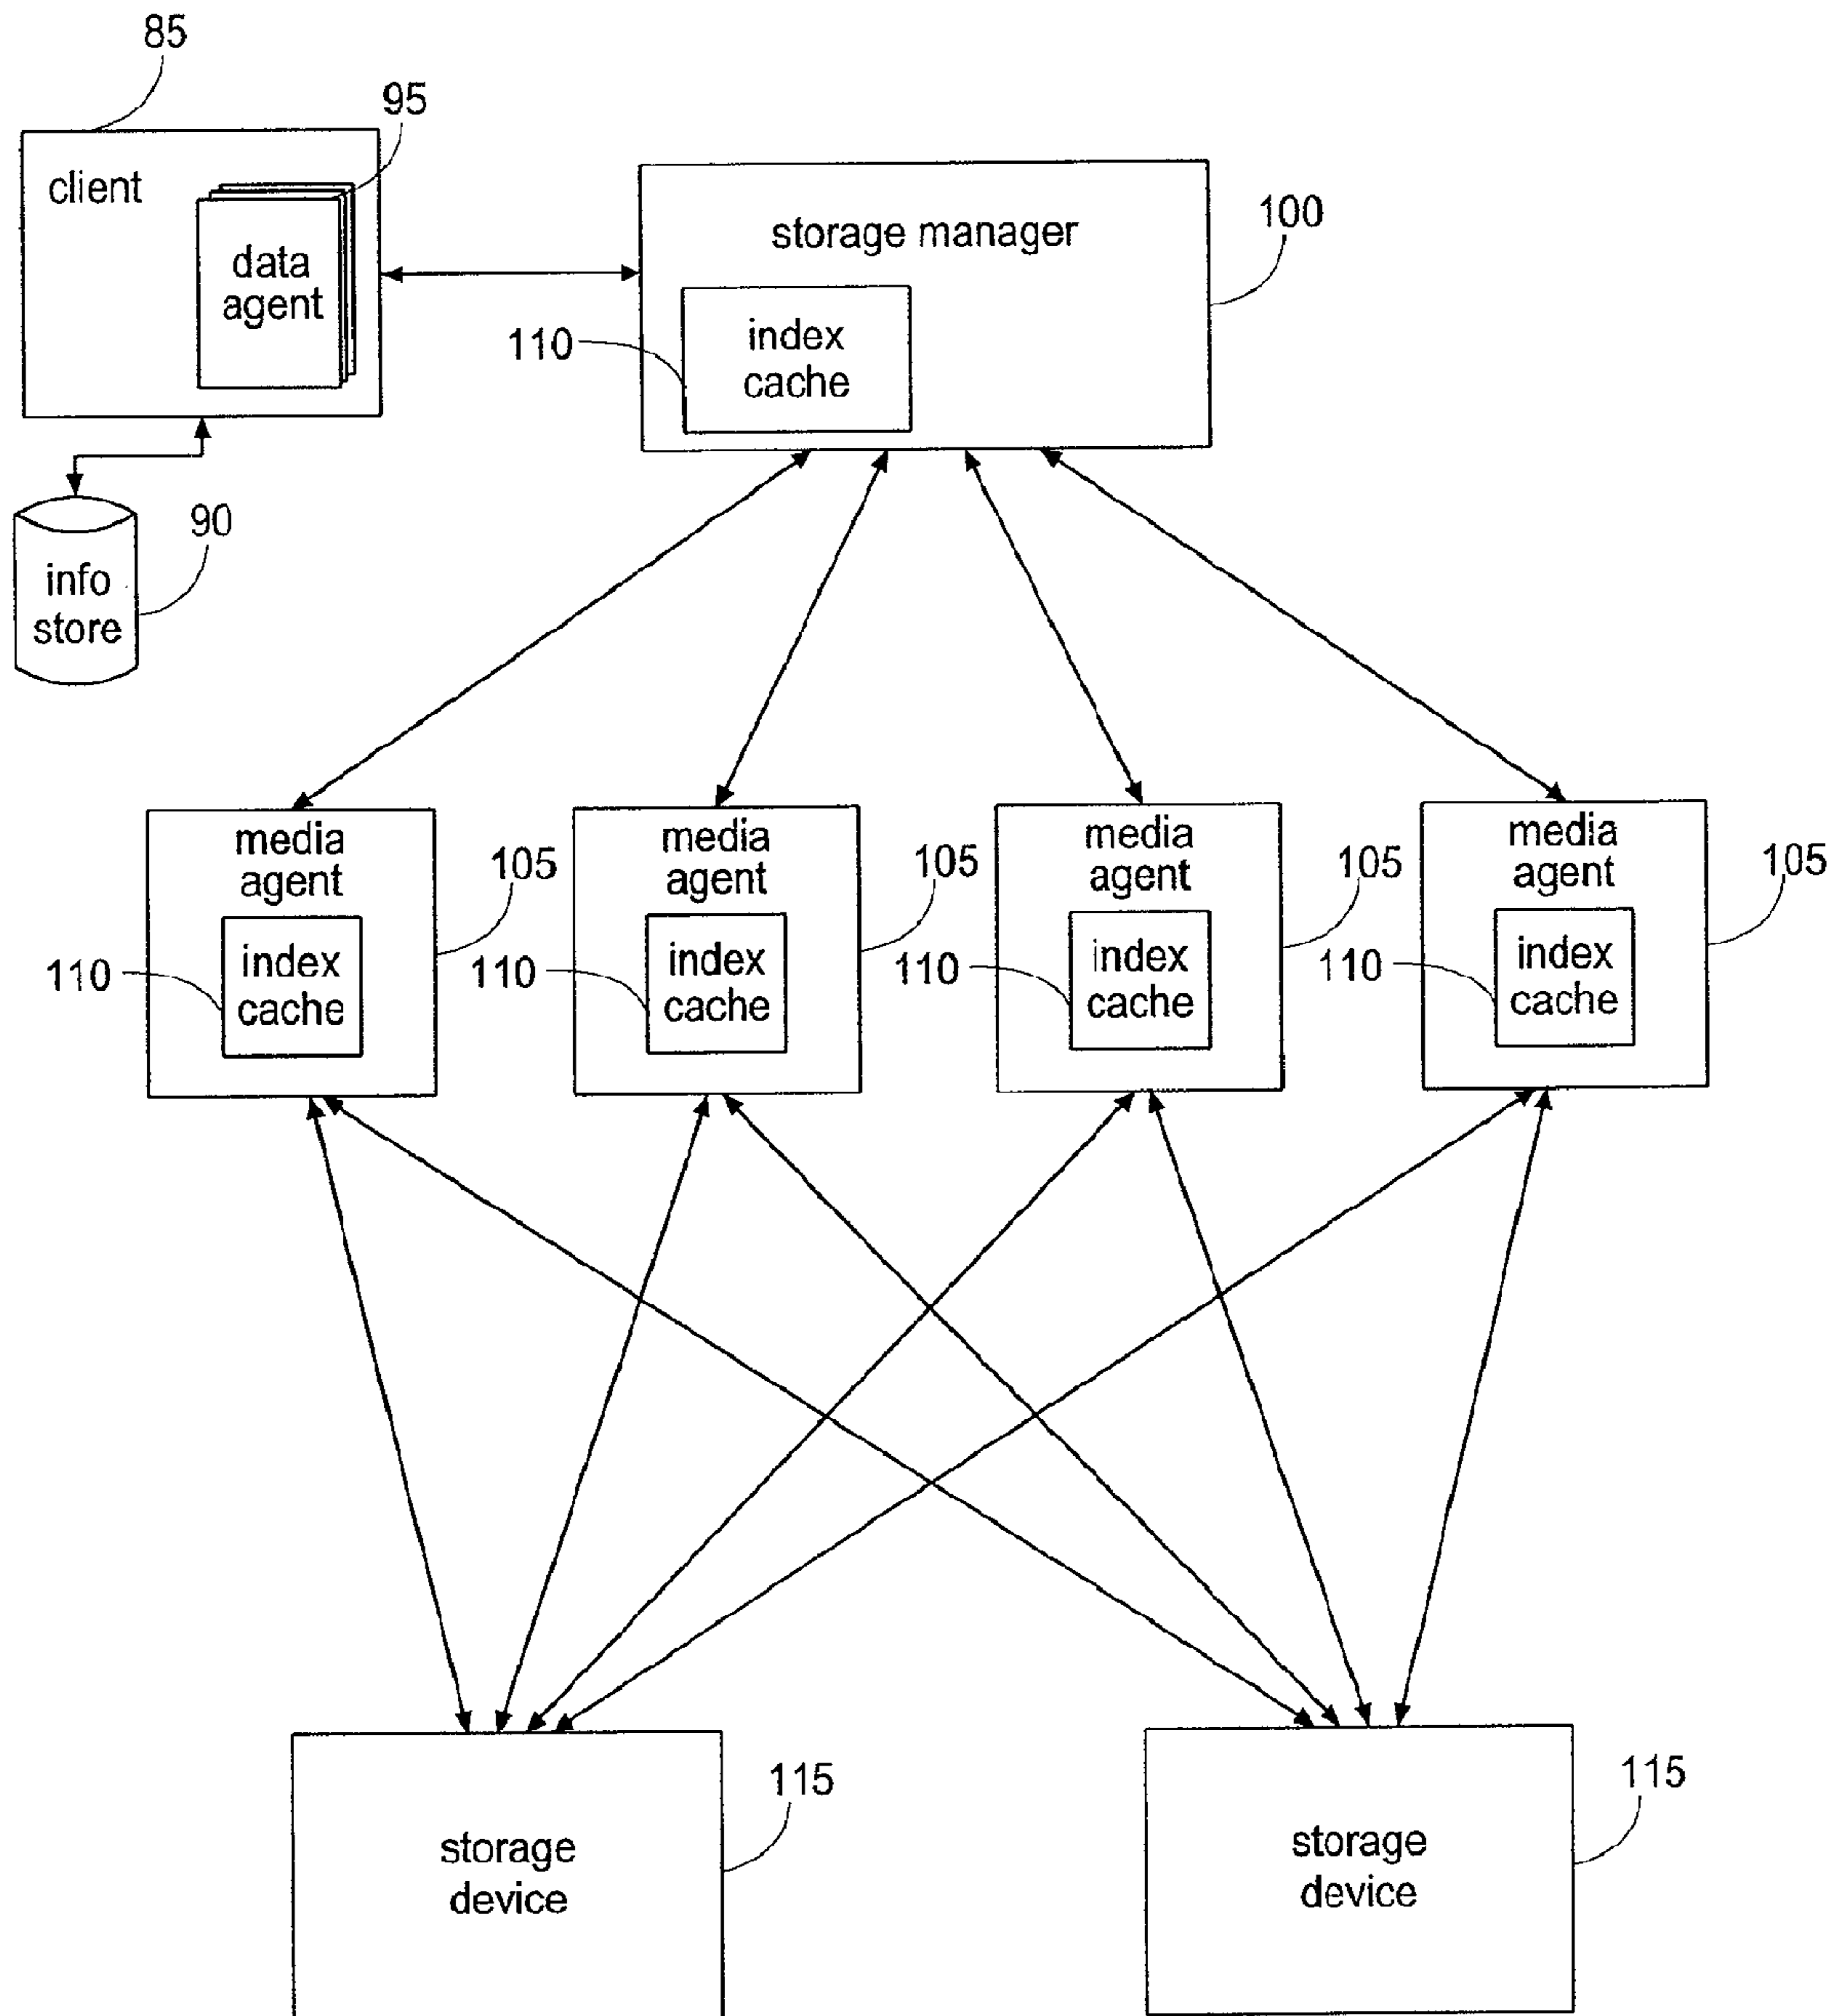 85
95
client
data
agent
storage manager
100
110
index
cache
90
info
store
media
agent
105
110
index
cache
media
agent
105
110
index
cache
media
agent
105
110
index
cache
media
agent
105
110
index
cache
storage
device
115
storage
device
115